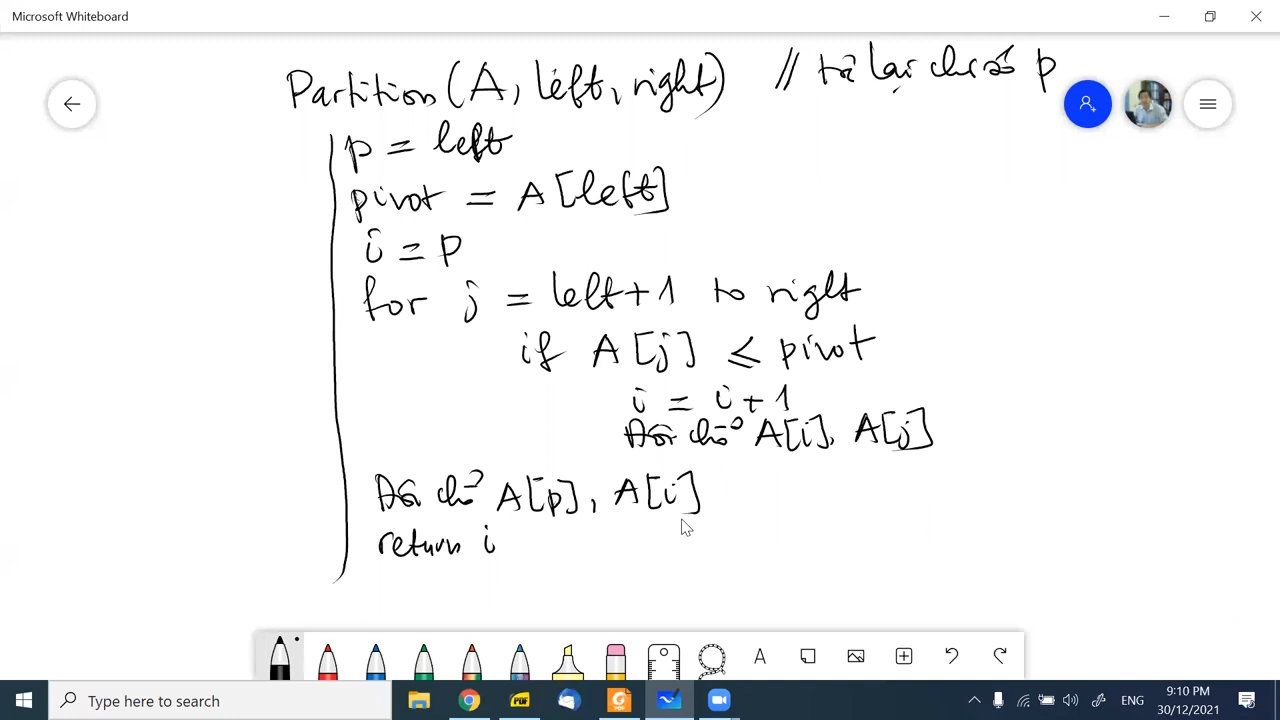 Microsoft Whiteboard
Partition (A, left, right) // trả lại chỉ số p
p = left
pivot = A[left]
i = p
for j = left+1 to right
if A[j] ≤ pivot
i = i + 1
Đổi chỗ A[i], A[j]
Đổi chỗ A[p], A[i]
return i
Type here to search
PDF
ENG
9:10 PM
30/12/2021